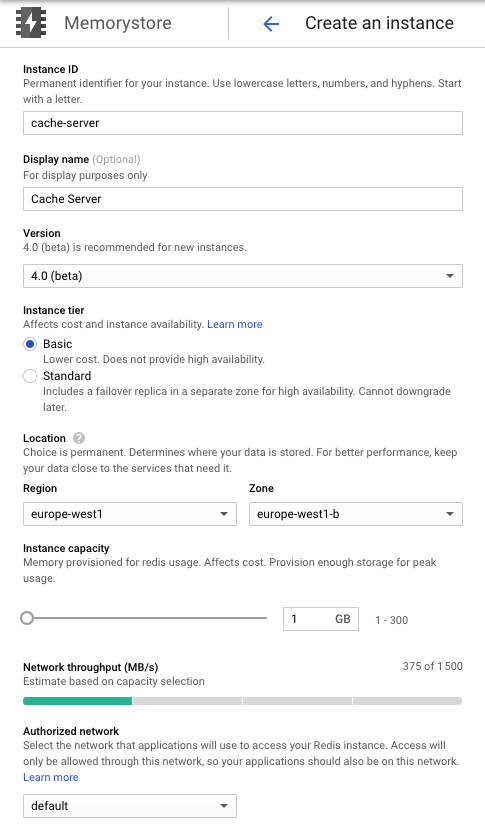 Memorystore
Create an instance
Instance ID
Permanent identifier for your instance. Use lowercase letters, numbers, and hyphens. Start
with a letter.
cache-server
Display name (Optional)
For display purposes only
Cache Server
Version
4.0 (beta) is recommended for new instances.
4.0 (beta)
Instance tier
Affects cost and instance availability. Learn more
Basic
Lower cost. Does not provide high availability.
Standard
Includes a failover replica in a separate zone for high availability. Cannot downgrade
later.
Location ?
Choice is permanent. Determines where your data is stored. For better performance, keep
your data close to the services that need it.
Region Zone
europe-west1 europe-west1-b
Instance capacity
Memory provisioned for redis usage. Affects cost. Provision enough storage for peak
usage.
1 GB 1 - 300
Network throughput (MB/s) 375 of 1 500
Estimate based on capacity selection
Authorized network
Select the network that applications will use to access your Redis instance. Access will
only be allowed through this network, so your applications should also be on this network.
Learn more
default